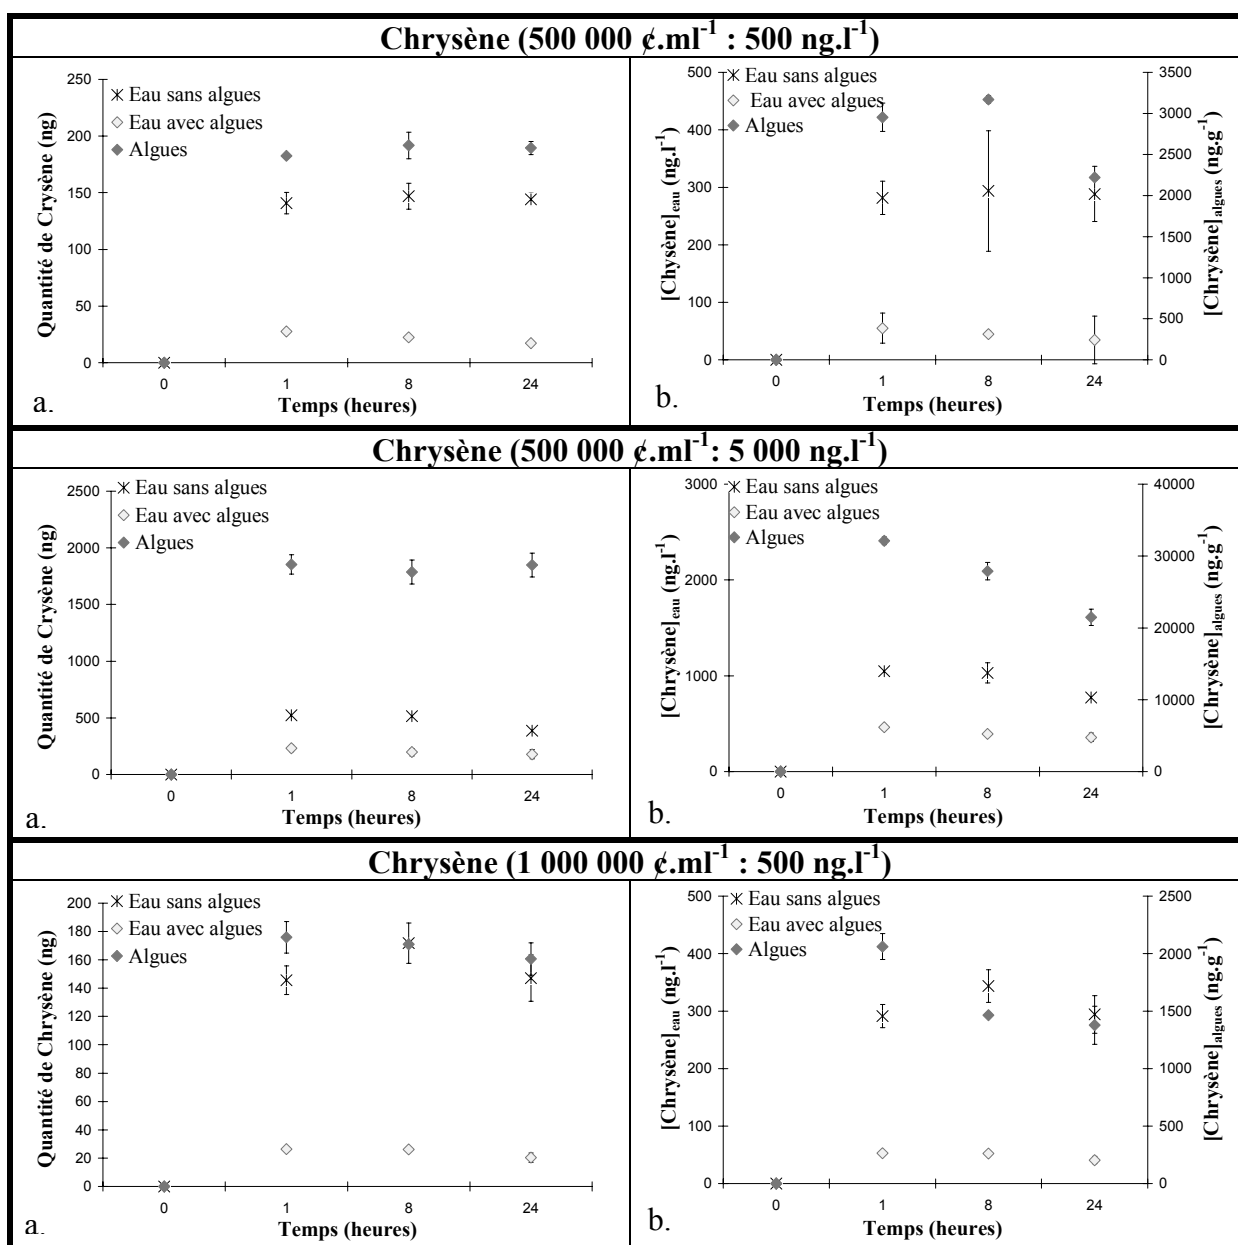 Chrysène (500 000 ¢.ml⁻¹ : 500 ng.l⁻¹)
Quantité de Crysène (ng)
250
200
150
100
50
0
Eau sans algues
Eau avec algues
Algues
0 1 8 24
Temps (heures)
a.
[Chysène]eau (ng.l⁻¹)
500
400
300
200
100
0
Eau sans algues
Eau avec algues
Algues
3500
3000
2500
2000
1500
1000
500
0
[Chrysène]algues (ng.g⁻¹)
0 1 8 24
Temps (heures)
b.
Chrysène (500 000 ¢.ml⁻¹: 5 000 ng.l⁻¹)
Quantité de Crysène (ng)
2500
2000
1500
1000
500
0
Eau sans algues
Eau avec algues
Algues
0 1 8 24
Temps (heures)
a.
[Chrysène]eau (ng.l⁻¹)
3000
2000
1000
0
Eau sans algues
Eau avec algues
Algues
40000
30000
20000
10000
0
[Chrysène]algues (ng.g⁻¹)
0 1 8 24
Temps (heures)
b.
Chrysène (1 000 000 ¢.ml⁻¹ : 500 ng.l⁻¹)
Quantité de Chrysène (ng)
200
180
160
140
120
100
80
60
40
20
0
Eau sans algues
Eau avec algues
Algues
0 1 8 24
Temps (heures)
a.
[Chrysène]eau (ng.l⁻¹)
500
400
300
200
100
0
Eau sans algues
Eau avec algues
Algues
2500
2000
1500
1000
500
0
[Chrysène]algues (ng.g⁻¹)
0 1 8 24
Temps (heures)
b.